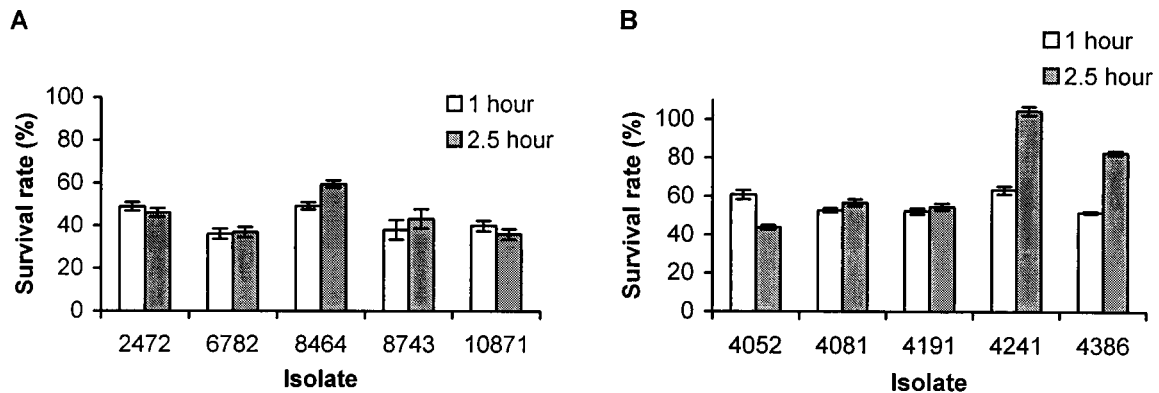 A
Survival rate (%)
100
80
60
40
20
0
1 hour
2.5 hour
2472 6782 8464 8743 10871
Isolate
B
Survival rate (%)
100
80
60
40
20
0
1 hour
2.5 hour
4052 4081 4191 4241 4386
Isolate